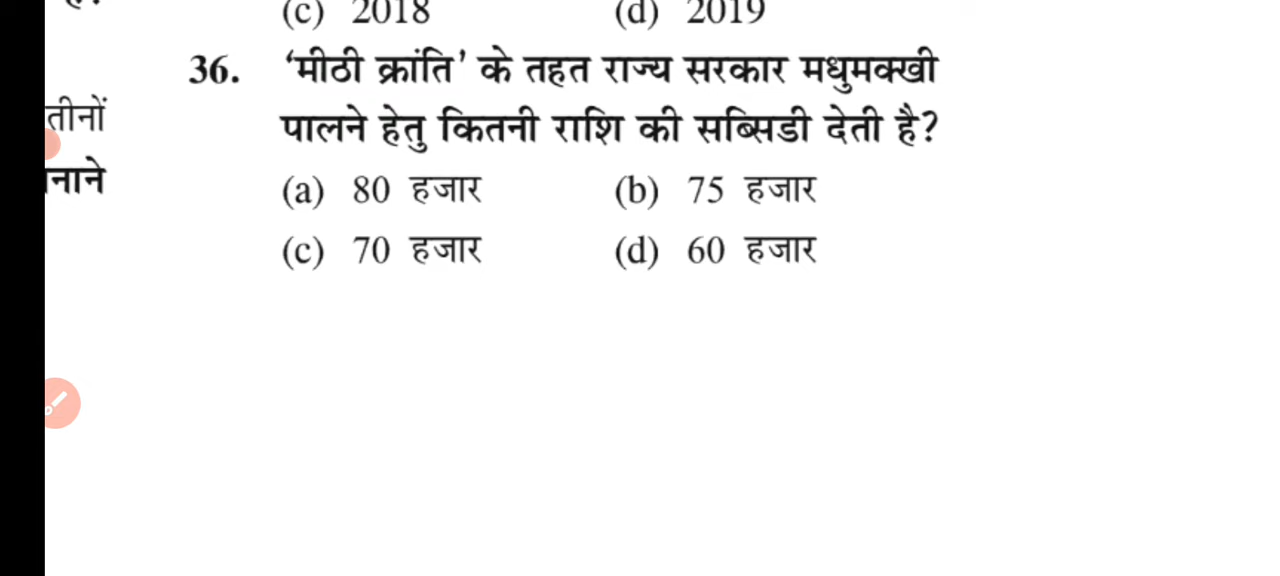 (c) 2018 (d) 2019
36. ‘मीठी क्रांति’ के तहत राज्य सरकार मधुमक्खी
तीनों
पालने हेतु कितनी राशि की सब्सिडी देती है?
नाने
(a) 80 हजार (b) 75 हजार
(c) 70 हजार (d) 60 हजार